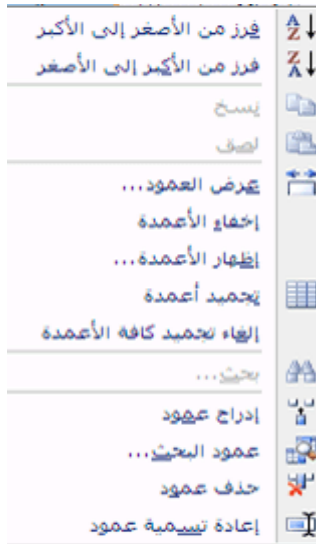 فرز من الأصغر إلى الأكبر
فرز من الأكبر إلى الأصغر
نسخ
لصق
عرض العمود...
إخفاء الأعمدة
إظهار الأعمدة...
تجميد أعمدة
إلغاء تجميد كافة الأعمدة
بحث...
إدراج عمود
عمود البحث...
حذف عمود
إعادة تسمية عمود